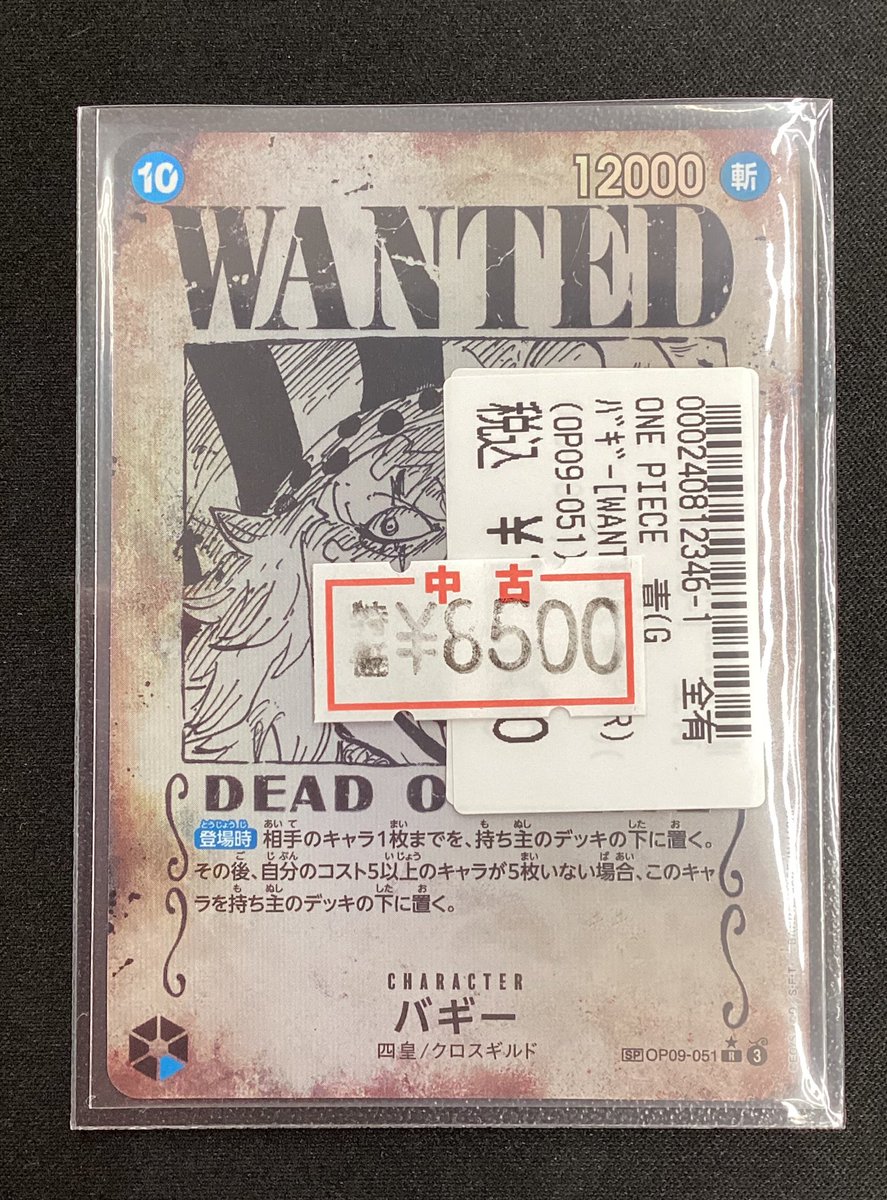 10
12000 斬
WANTED
000240812346-1
ONE PIECE 青(G
バギー[WANT
R)
(OP09-051)
税込 ¥
0
全有
中古
¥8500
DEAD O
登場時 相手のキャラ1枚までを、持ち主のデッキの下に置く。
その後、自分のコスト5以上のキャラが5枚いない場合、このキャ
ラを持ち主のデッキの下に置く。
CHARACTER
バギー
四皇/クロスギルド
SP OP09-051 R 3